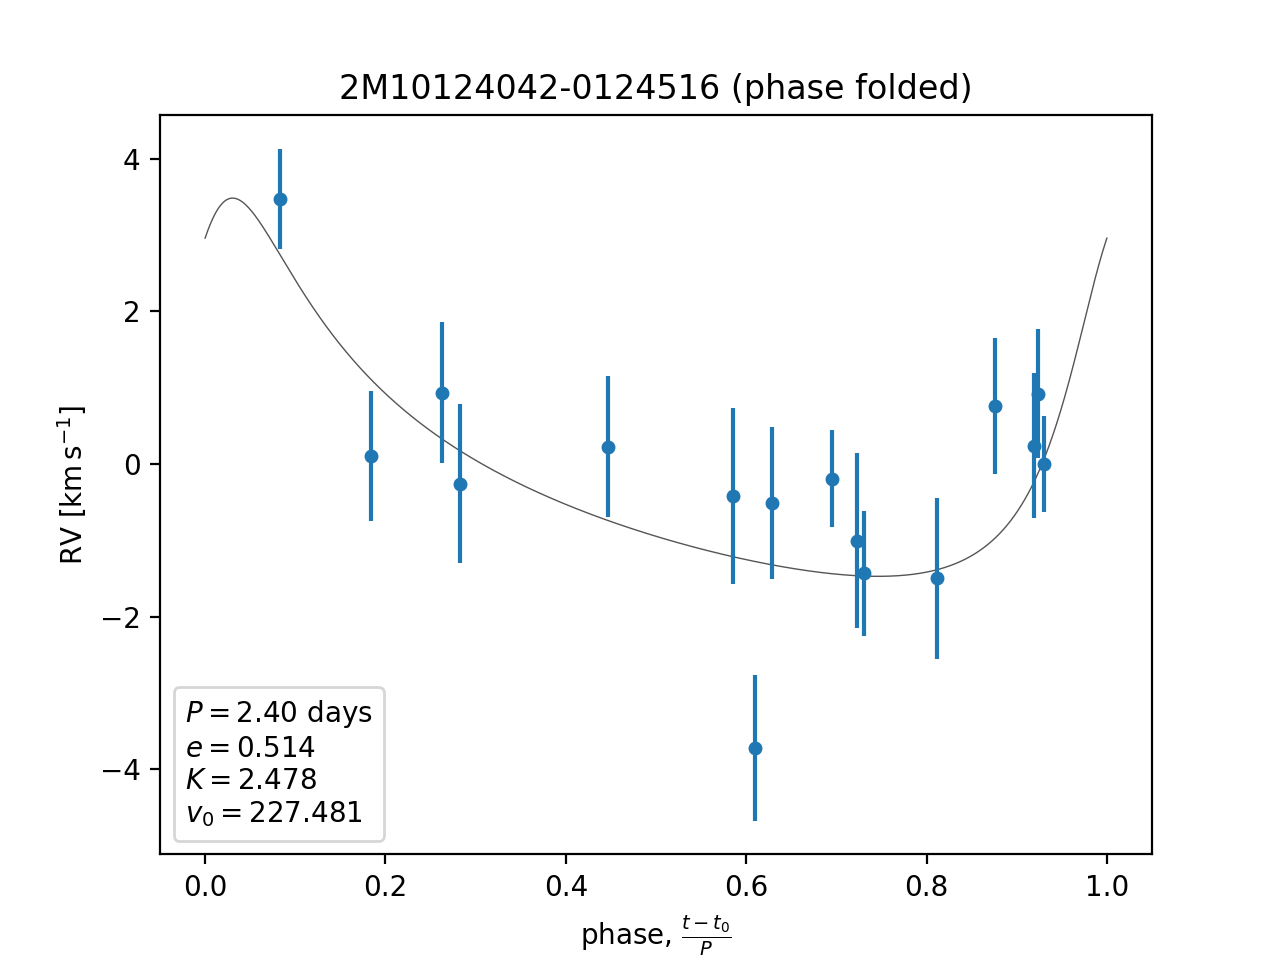 2M10124042-0124516 (phase folded)
RV [km s⁻¹]
4
2
0
−2
−4
P = 2.40 days
e = 0.514
K = 2.478
v₀ = 227.481
0.0 0.2 0.4 0.6 0.8 1.0
phase, (t − t₀)/P